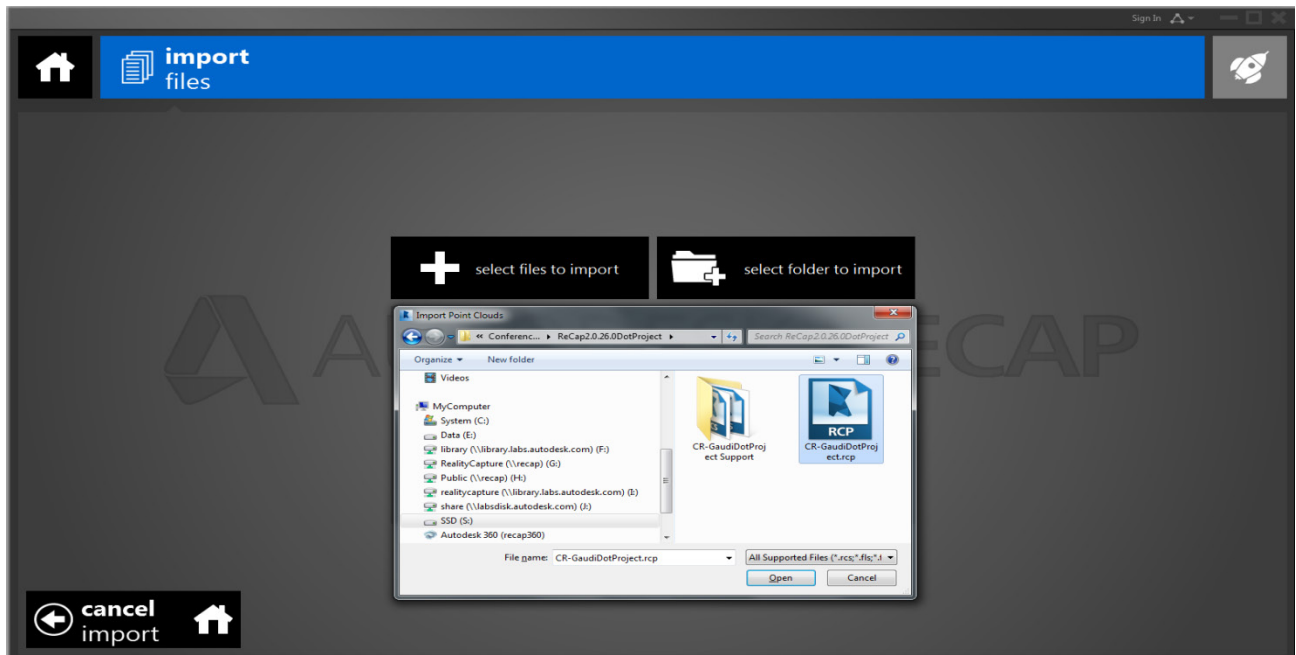 Sign In
import
files
select files to import
select folder to import
Import Point Clouds
« Conferenc... ▸ ReCap2.0.26.0DotProject ▸
Search ReCap2.0.26.0DotProject
Organize
New folder
Videos
MyComputer
System (C:)
Data (E:)
library (\\library.labs.autodesk.com) (F:)
RealityCapture (\\recap) (G:)
Public (\\recap) (H:)
realitycapture (\\library.labs.autodesk.com) (I:)
share (\\labsdisk.autodesk.com) (J:)
SSD (S:)
Autodesk 360 (recap360)
CR-GaudiDotProj
ect Support
RCP
CR-GaudiDotProj
ect.rcp
File name: CR-GaudiDotProject.rcp
All Supported Files (*.rcs;*.fls;*.l
Open
Cancel
A
ECAP
cancel
import